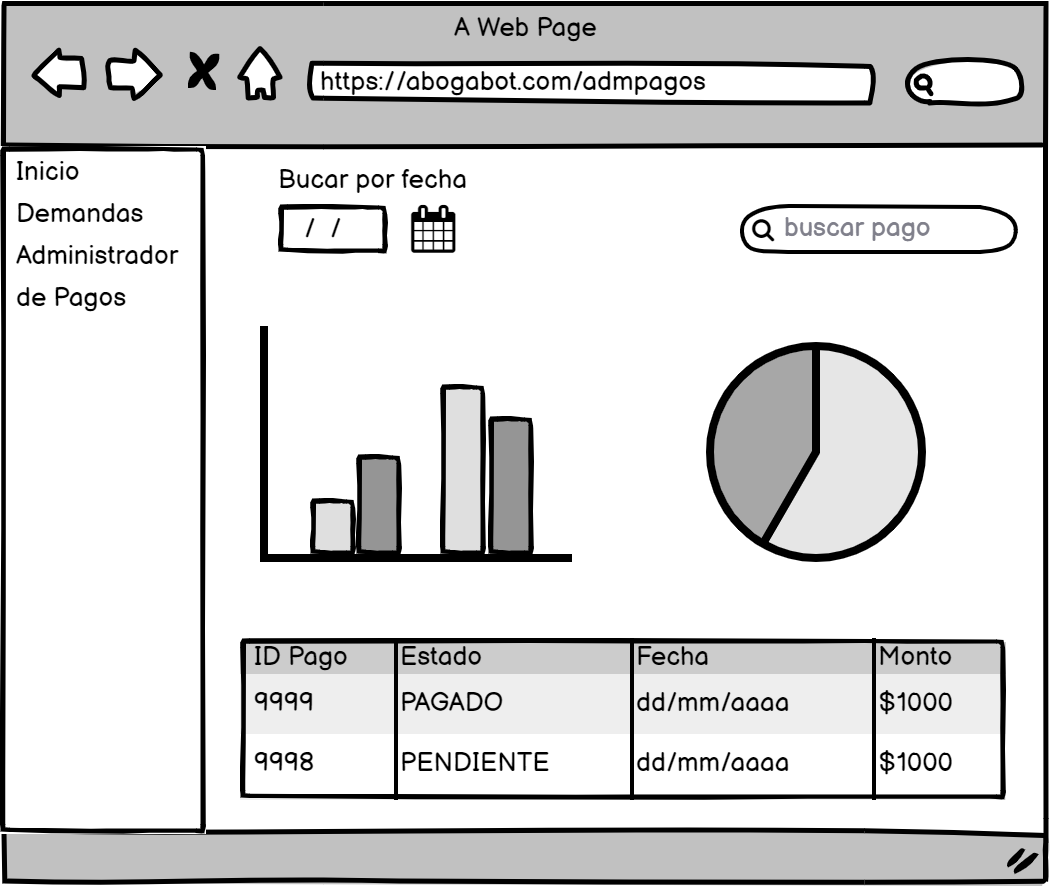 A Web Page
https://abogabot.com/admpagos
Inicio
Demandas
Administrador
de Pagos
Bucar por fecha
/ /
buscar pago
ID Pago Estado Fecha Monto
9999 PAGADO dd/mm/aaaa $1000
9998 PENDIENTE dd/mm/aaaa $1000